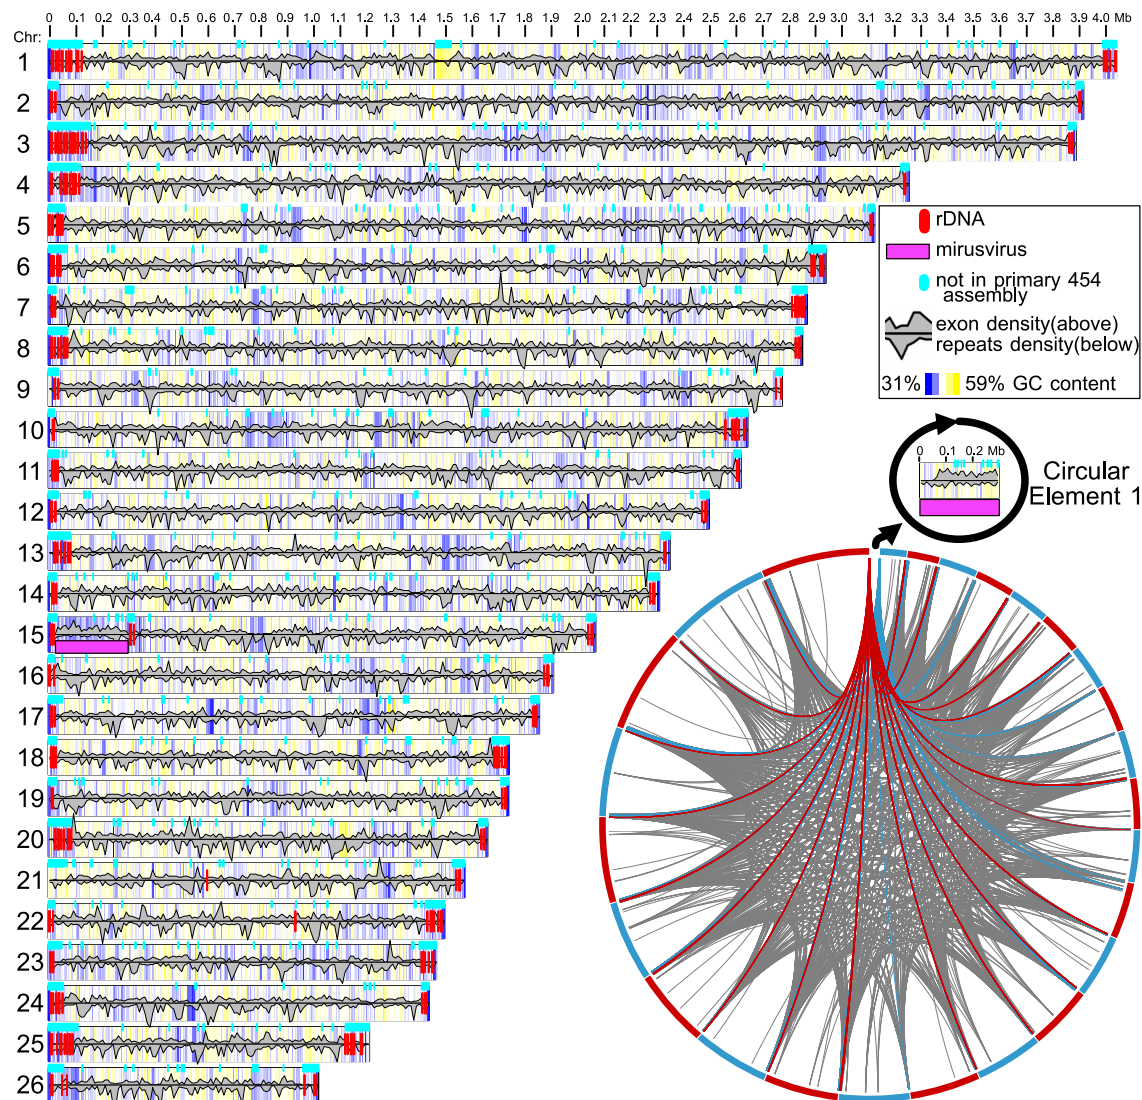 0 0.1 0.2 0.3 0.4 0.5 0.6 0.7 0.8 0.9 1.0 1.1 1.2 1.3 1.4 1.5 1.6 1.7 1.8 1.9 2.0 2.1 2.2 2.3 2.4 2.5 2.6 2.7 2.8 2.9 3.0 3.1 3.2 3.3 3.4 3.5 3.6 3.7 3.8 3.9 4.0 Mb
Chr:
1
2
3
4
5
6
7
8
9
10
11
12
13
14
15
16
17
18
19
20
21
22
23
24
25
26
rDNA
mirusvirus
not in primary 454
assembly
exon density(above)
repeats density(below)
31% 59% GC content
0 0.1 0.2 Mb
Circular
Element 1